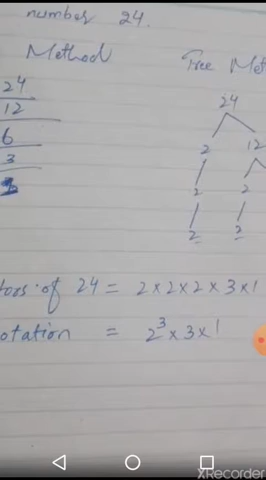 number 24.
Method Tree Met
24 24
12
6 2 12
3
2 2
2 2
tors of 24 = 2 × 2 × 2 × 3 × 1
otation = 2³ × 3 × 1
XRecorder